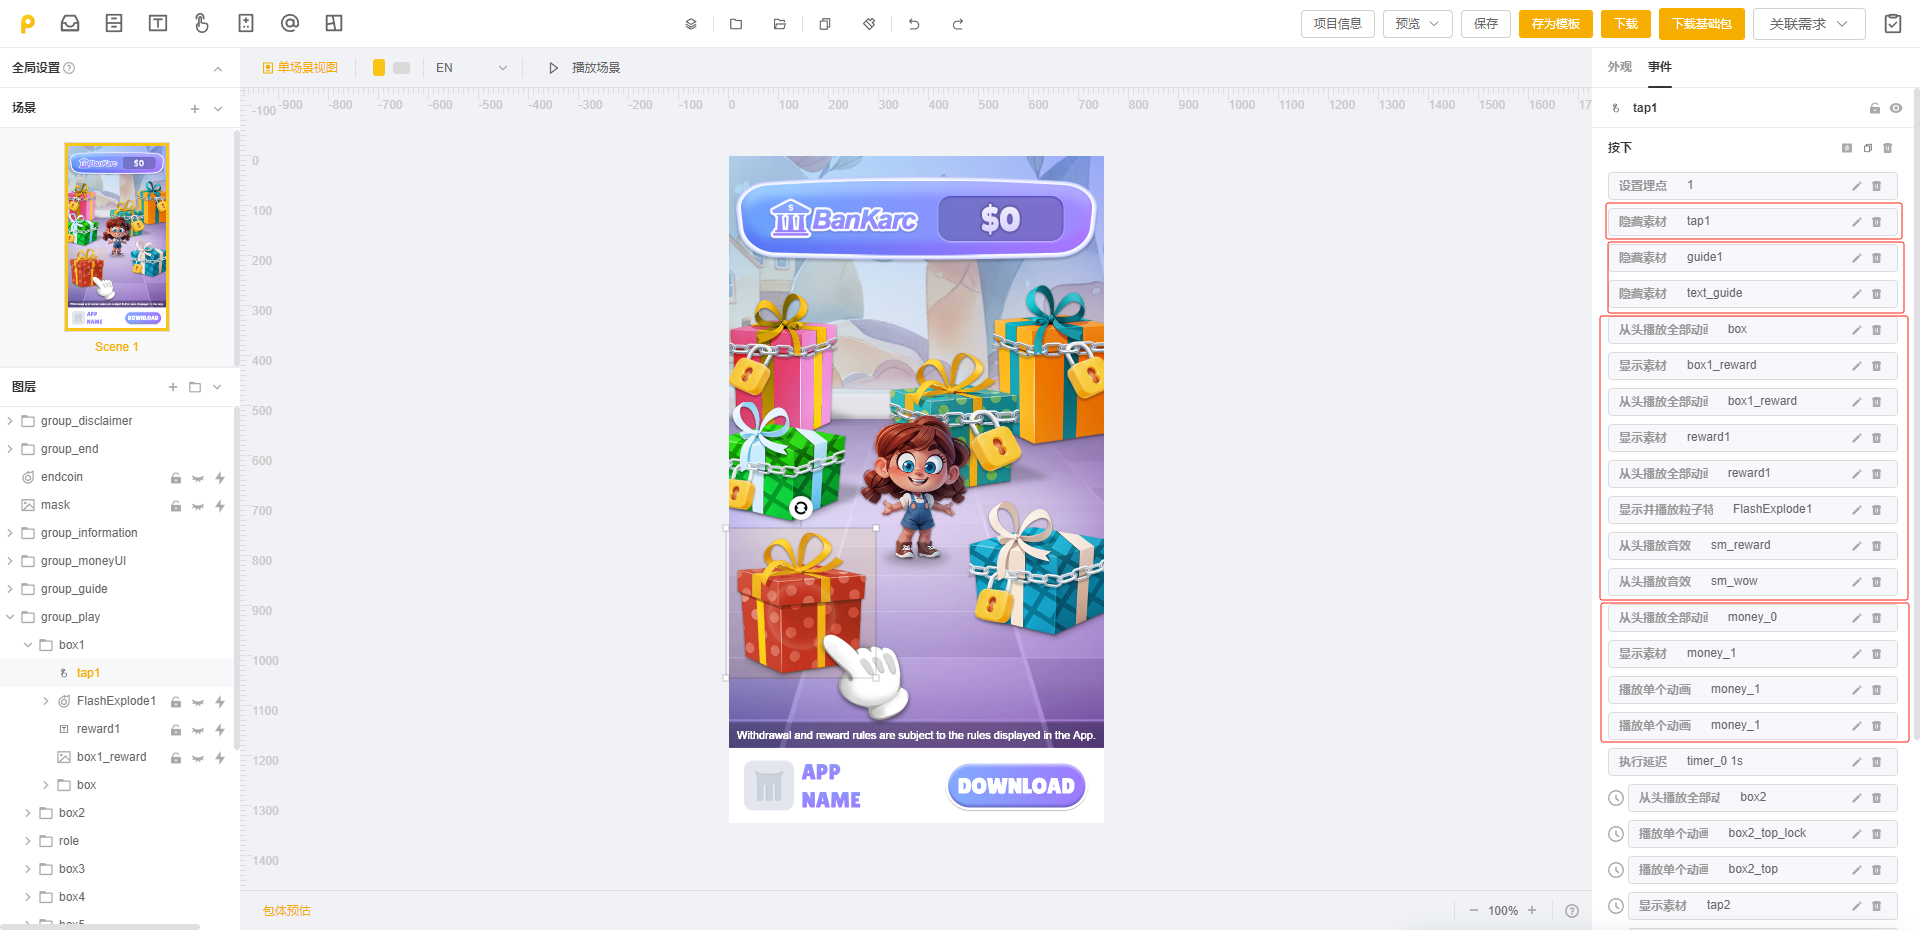 项目信息
预览
保存
存为模板
下载
下载基础包
关联需求
全局设置
单场景视图
EN
播放场景
外观
事件
场景
-900 -800 -700 -600 -500 -400 -300 -200 -100 0 100 200 300 400 500 600 700 800 900 1000 1100 1200 1300 1400 1500 1600 17
-100
0
100
200
300
400
500
600
700
800
900
1000
1100
1200
1300
1400
BanKarc
$0
APP
NAME
DOWNLOAD
Scene 1
图层
group_disclaimer
group_end
endcoin
mask
group_information
group_moneyUI
group_guide
group_play
box1
tap1
FlashExplode1
reward1
box1_reward
box
box2
role
box3
box4
box5
BanKarc
$0
Withdrawal and reward rules are subject to the rules displayed in the App.
APP
NAME
DOWNLOAD
包体预估
100%
tap1
按下
设置埋点 1
隐藏素材 tap1
隐藏素材 guide1
隐藏素材 text_guide
从头播放全部动画 box
显示素材 box1_reward
从头播放全部动画 box1_reward
显示素材 reward1
从头播放全部动画 reward1
显示并播放粒子特 FlashExplode1
从头播放音效 sm_reward
从头播放音效 sm_wow
从头播放全部动画 money_0
显示素材 money_1
播放单个动画 money_1
播放单个动画 money_1
执行延迟 timer_0 1s
从头播放全部动 box2
播放单个动画 box2_top_lock
播放单个动画 box2_top
显示素材 tap2